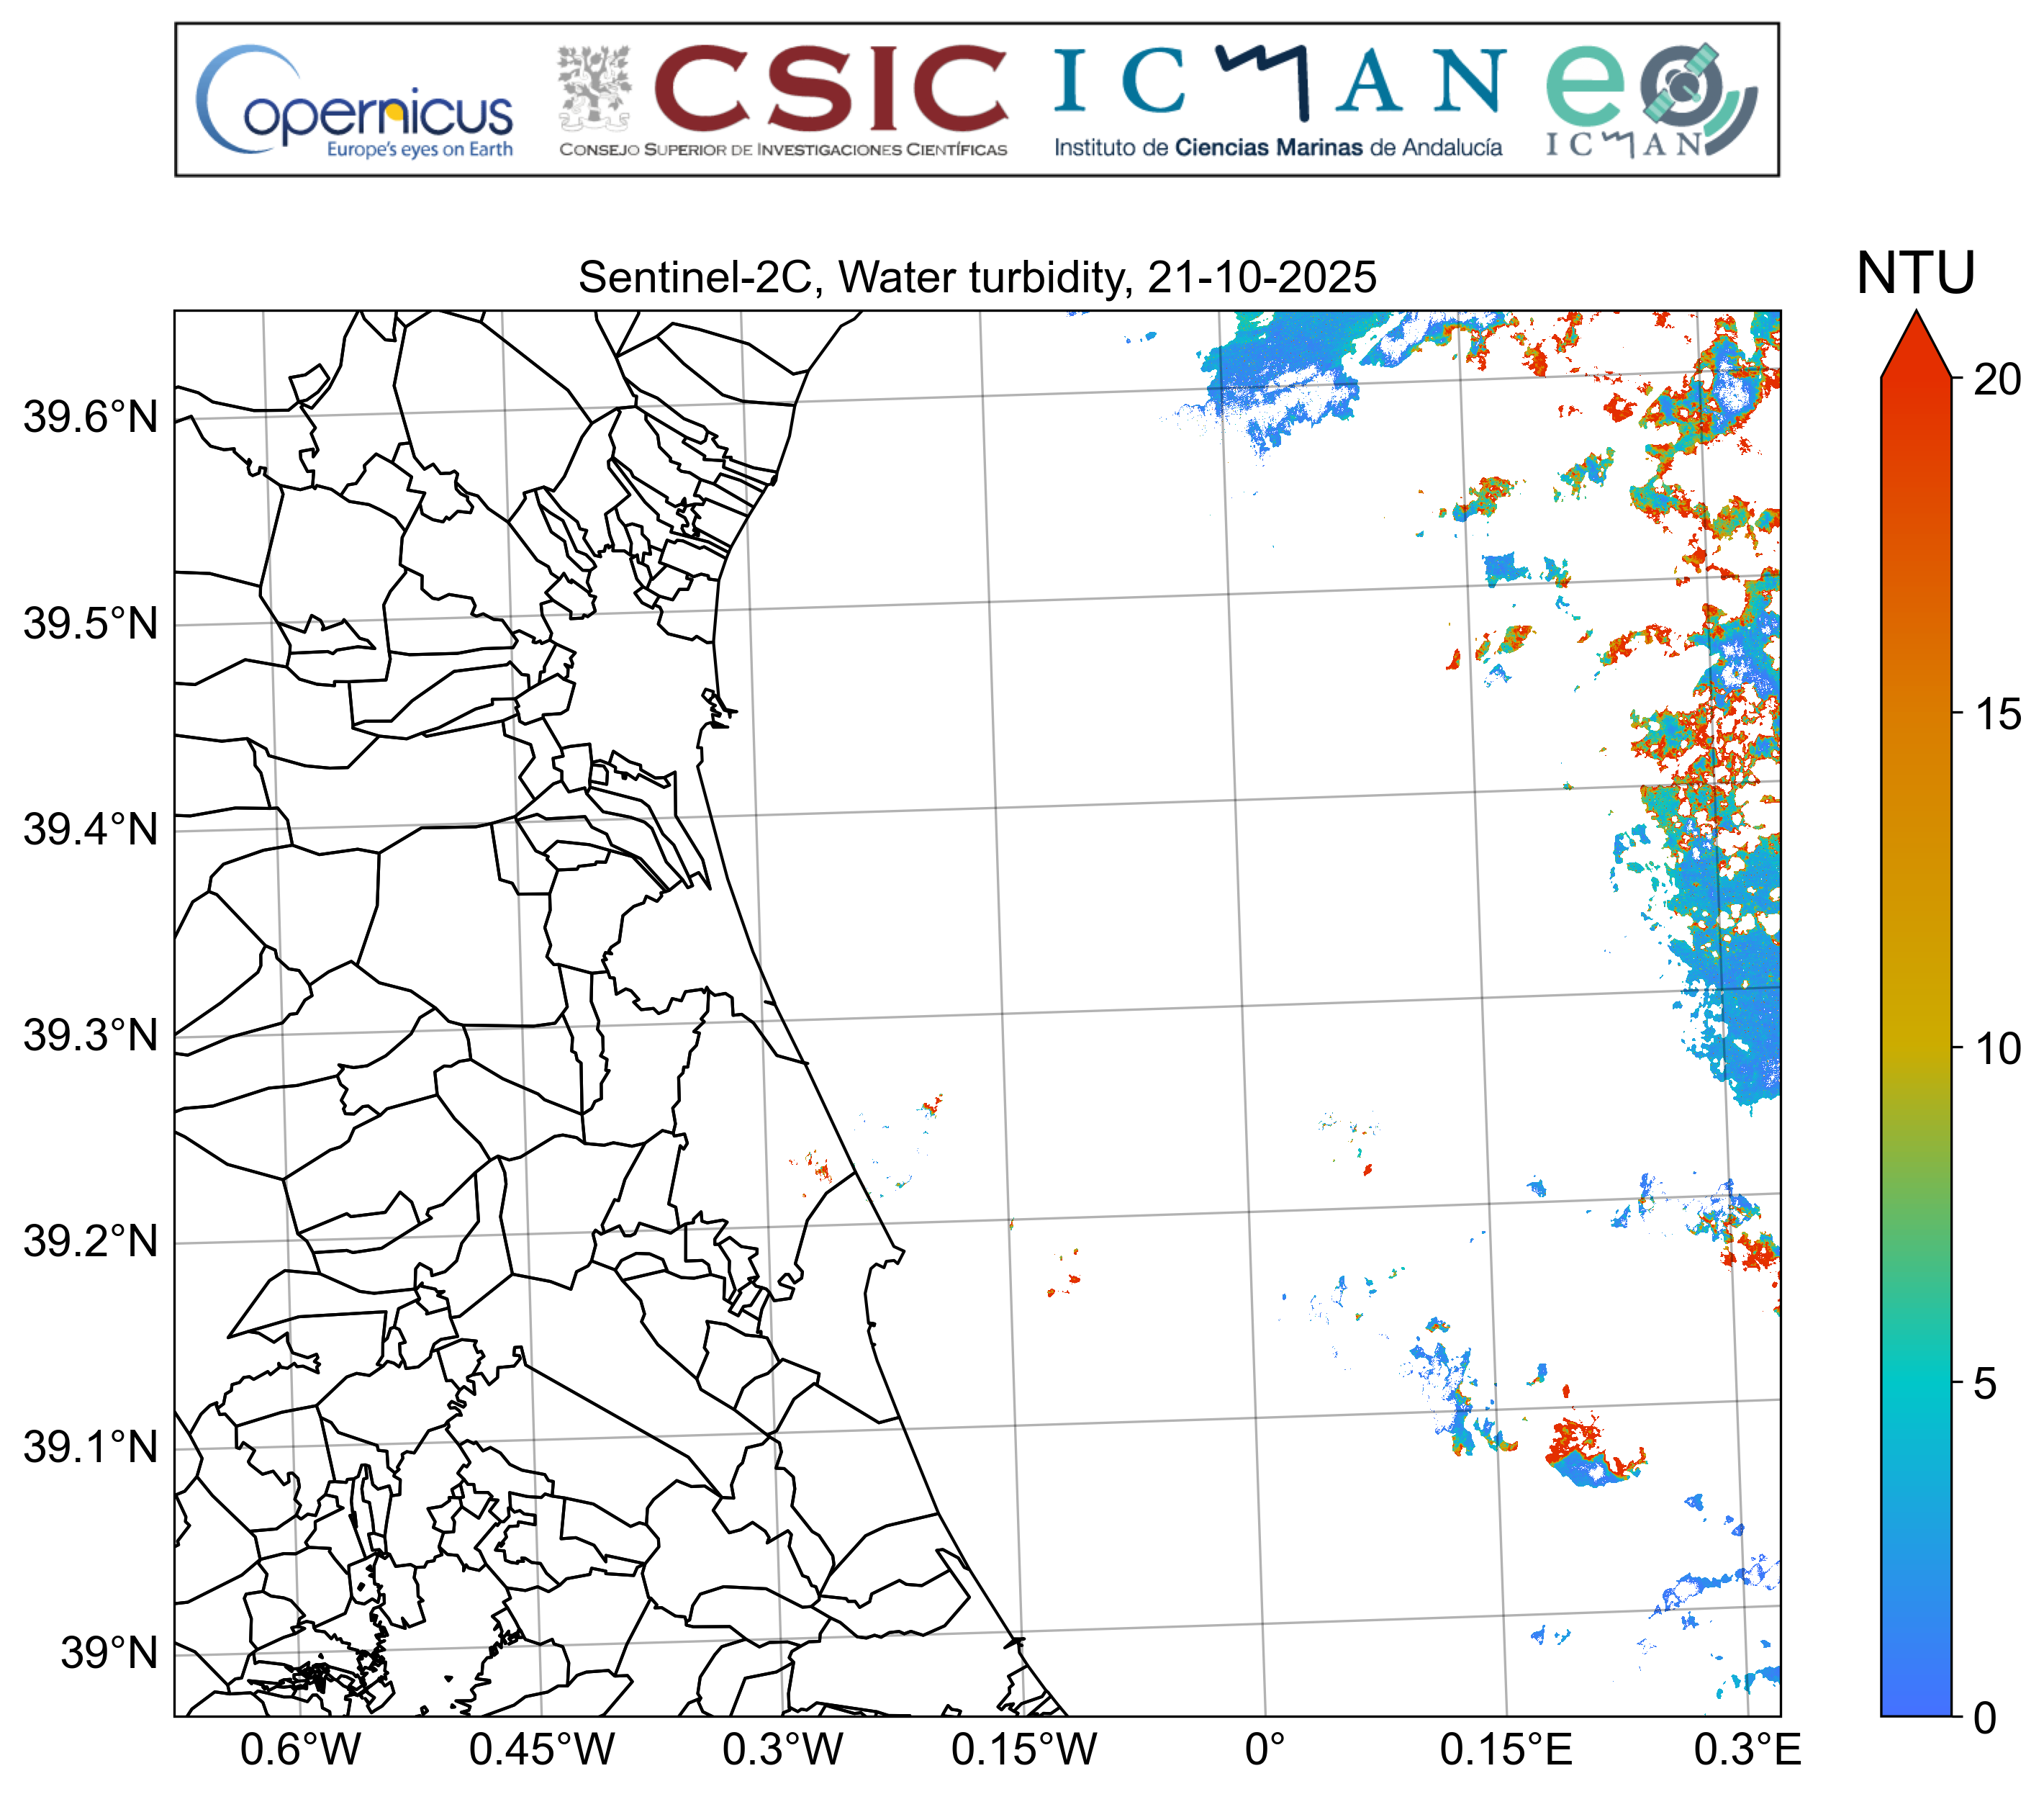 Copernicus
Europe's eyes on Earth
CSIC
CONSEJO SUPERIOR DE INVESTIGACIONES CIENTÍFICAS
ICMAN
Instituto de Ciencias Marinas de Andalucía
eo
ICMAN
Sentinel-2C, Water turbidity, 21-10-2025
NTU
20
15
10
5
0
39.6°N
39.5°N
39.4°N
39.3°N
39.2°N
39.1°N
39°N
0.6°W 0.45°W 0.3°W 0.15°W 0° 0.15°E 0.3°E